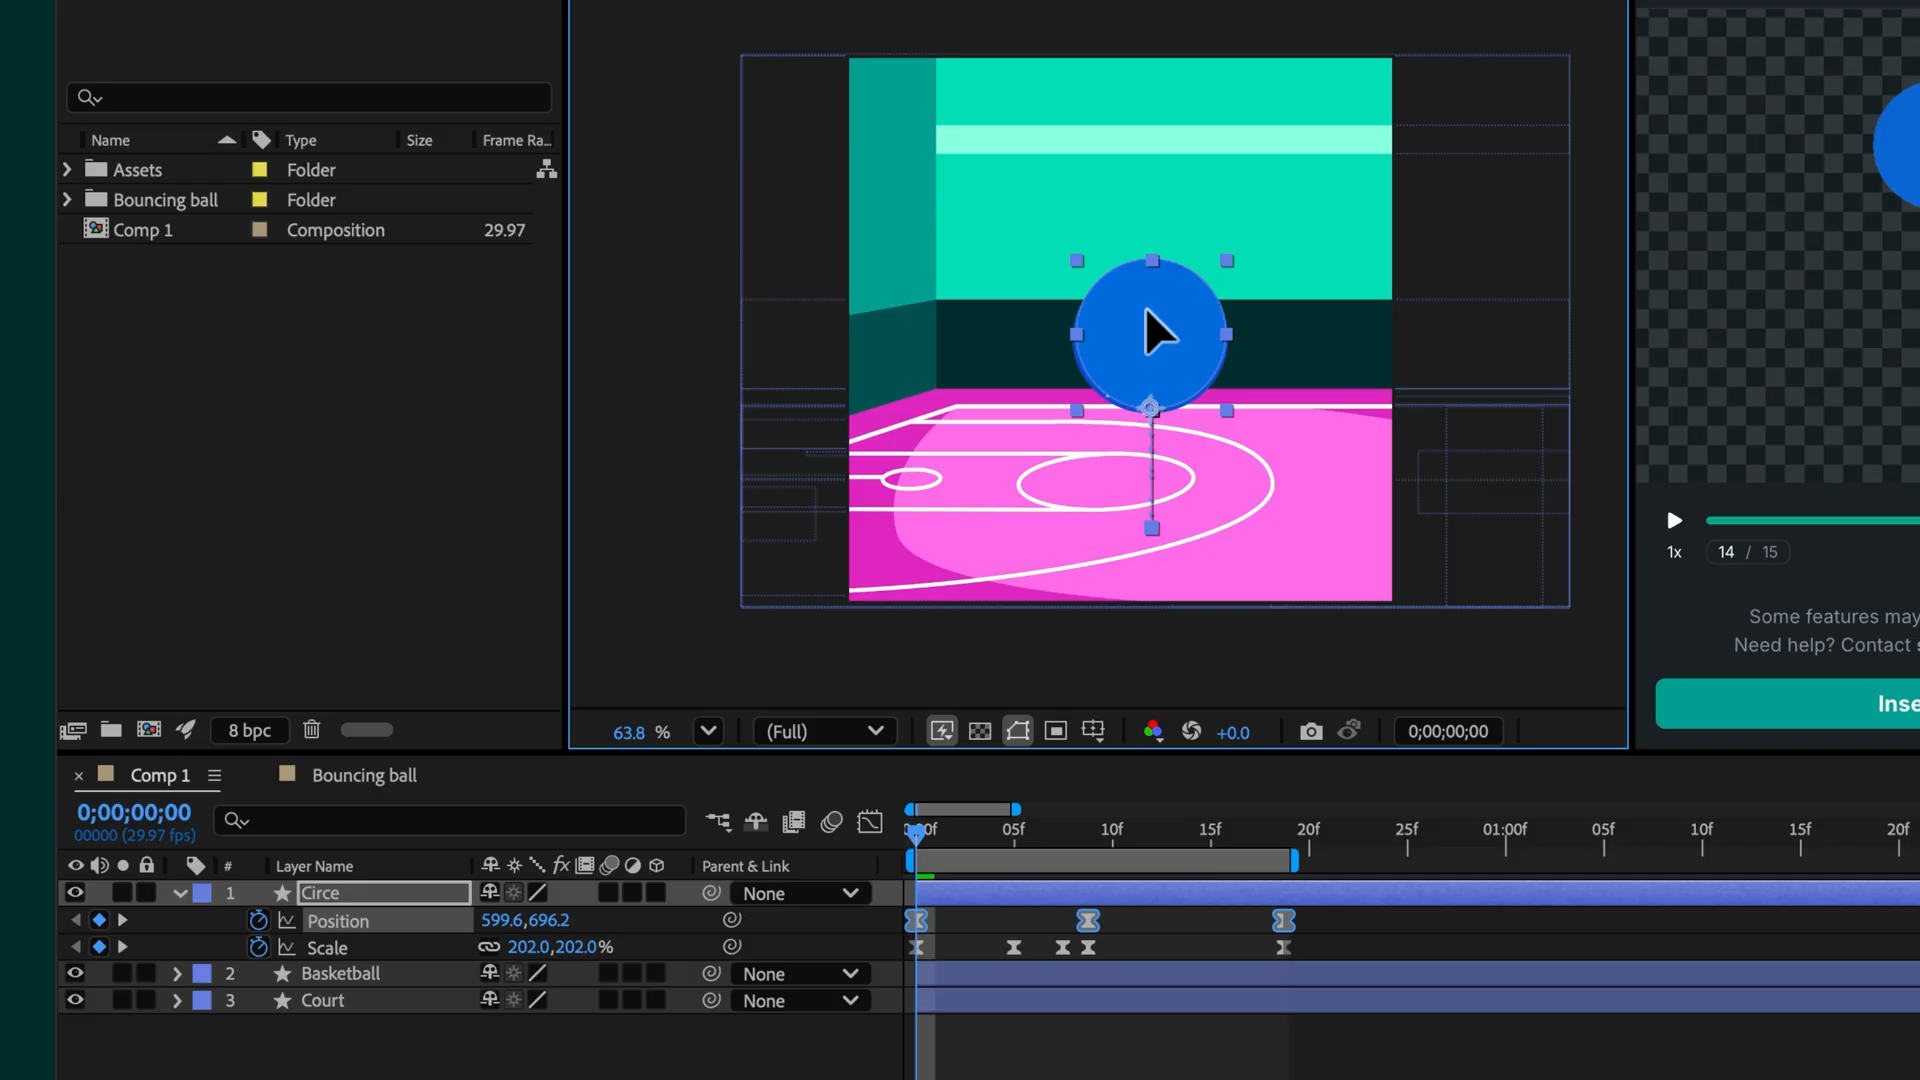 Name Type Size Frame Ra...
Assets Folder
Bouncing ball Folder
Comp 1 Composition 29.97
8 bpc
63.8 % (Full) +0.0 0;00;00;00
1x 14 / 15
Some features may
Need help? Contact s
Inse
× Comp 1 Bouncing ball
0;00;00;00
00000 (29.97 fps)
05f 10f 15f 20f 25f 01:00f 05f 10f 15f 20f
# Layer Name fx Parent & Link
1 Circe None
Position 599.6,696.2
Scale 202.0,202.0%
2 Basketball None
3 Court None